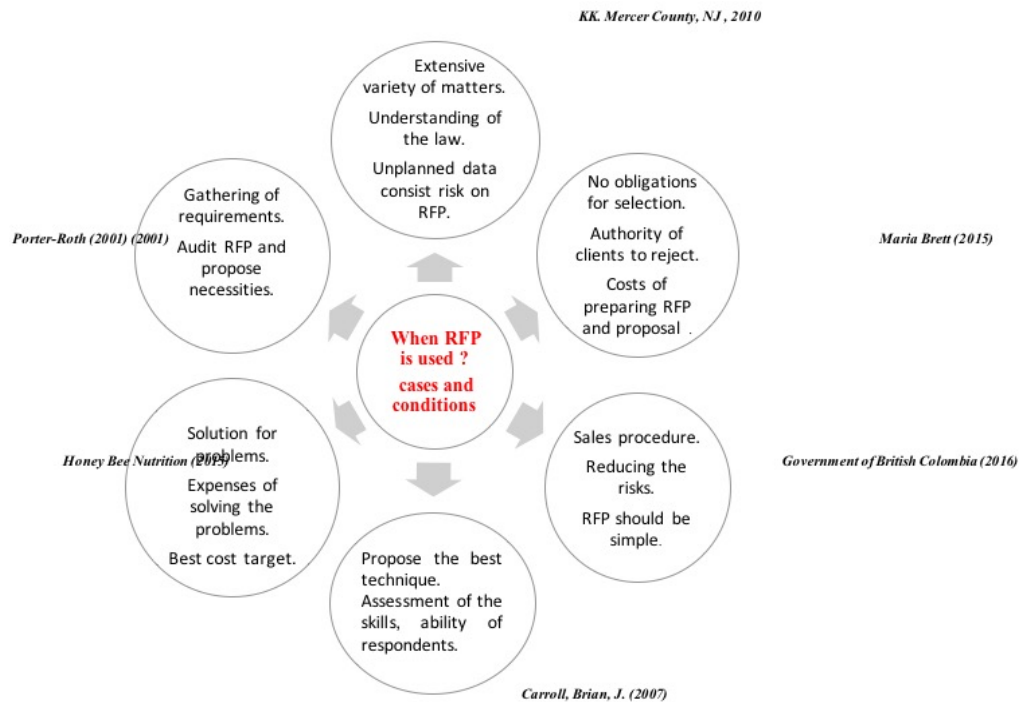 KK. Mercer County, NJ , 2010
Extensive
variety of matters.
Understanding of
the law.
Unplanned data
consist risk on
RFP.
Gathering of
requirements.
Audit RFP and
propose
necessities.
Porter-Roth (2001) (2001)
No obligations
for selection.
Authority of
clients to reject.
Costs of
preparing RFP
and proposal .
Maria Brett (2015)
When RFP
is used ?
cases and
conditions
Solution for
problems.
Expenses of
solving the
problems.
Best cost target.
Honey Bee Nutrition (2015)
Sales procedure.
Reducing the
risks.
RFP should be
simple.
Government of British Colombia (2016)
Propose the best
technique.
Assessment of the
skills, ability of
respondents.
Carroll, Brian, J. (2007)